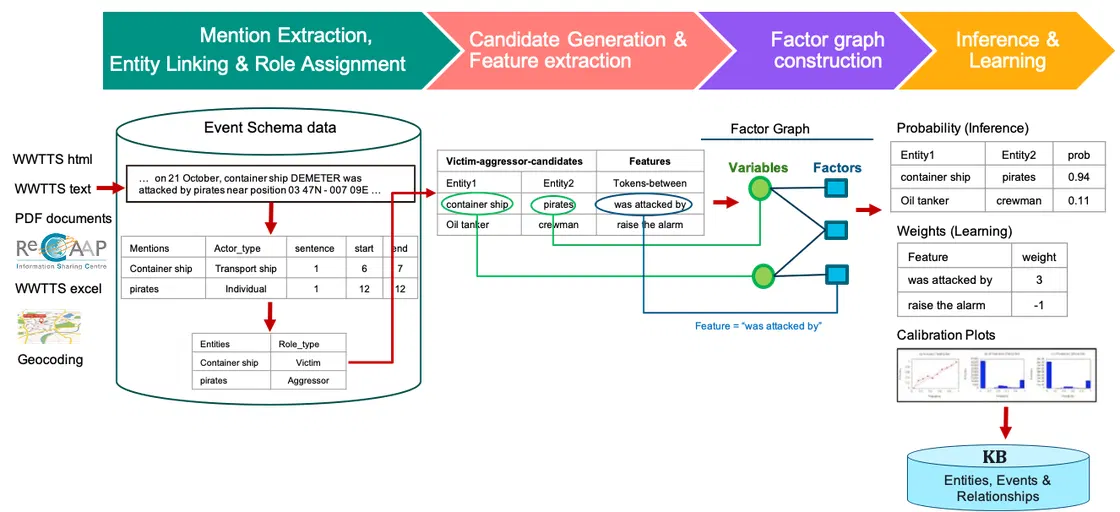 Mention Extraction,
Entity Linking & Role Assignment
Candidate Generation &
Feature extraction
Factor graph
construction
Inference &
Learning
WWTTS html
WWTTS text
PDF documents
ReCAAP
Information Sharing Centre
WWTTS excel
Geocoding
Event Schema data
... on 21 October, container ship DEMETER was
attacked by pirates near position 03 47N - 007 09E ...
Mentions Actor_type sentence start end
Container ship Transport ship 1 6 7
pirates Individual 1 12 12
Entities Role_type
Container ship Victim
pirates Aggressor
Victim-aggressor-candidates Features
Entity1 Entity2 Tokens-between
container ship pirates was attacked by
Oil tanker crewman raise the alarm
Factor Graph
Variables Factors
Feature = “was attacked by”
Probability (Inference)
Entity1 Entity2 prob
container ship pirates 0.94
Oil tanker crewman 0.11
Weights (Learning)
Feature weight
was attacked by 3
raise the alarm -1
Calibration Plots
KB
Entities, Events &
Relationships